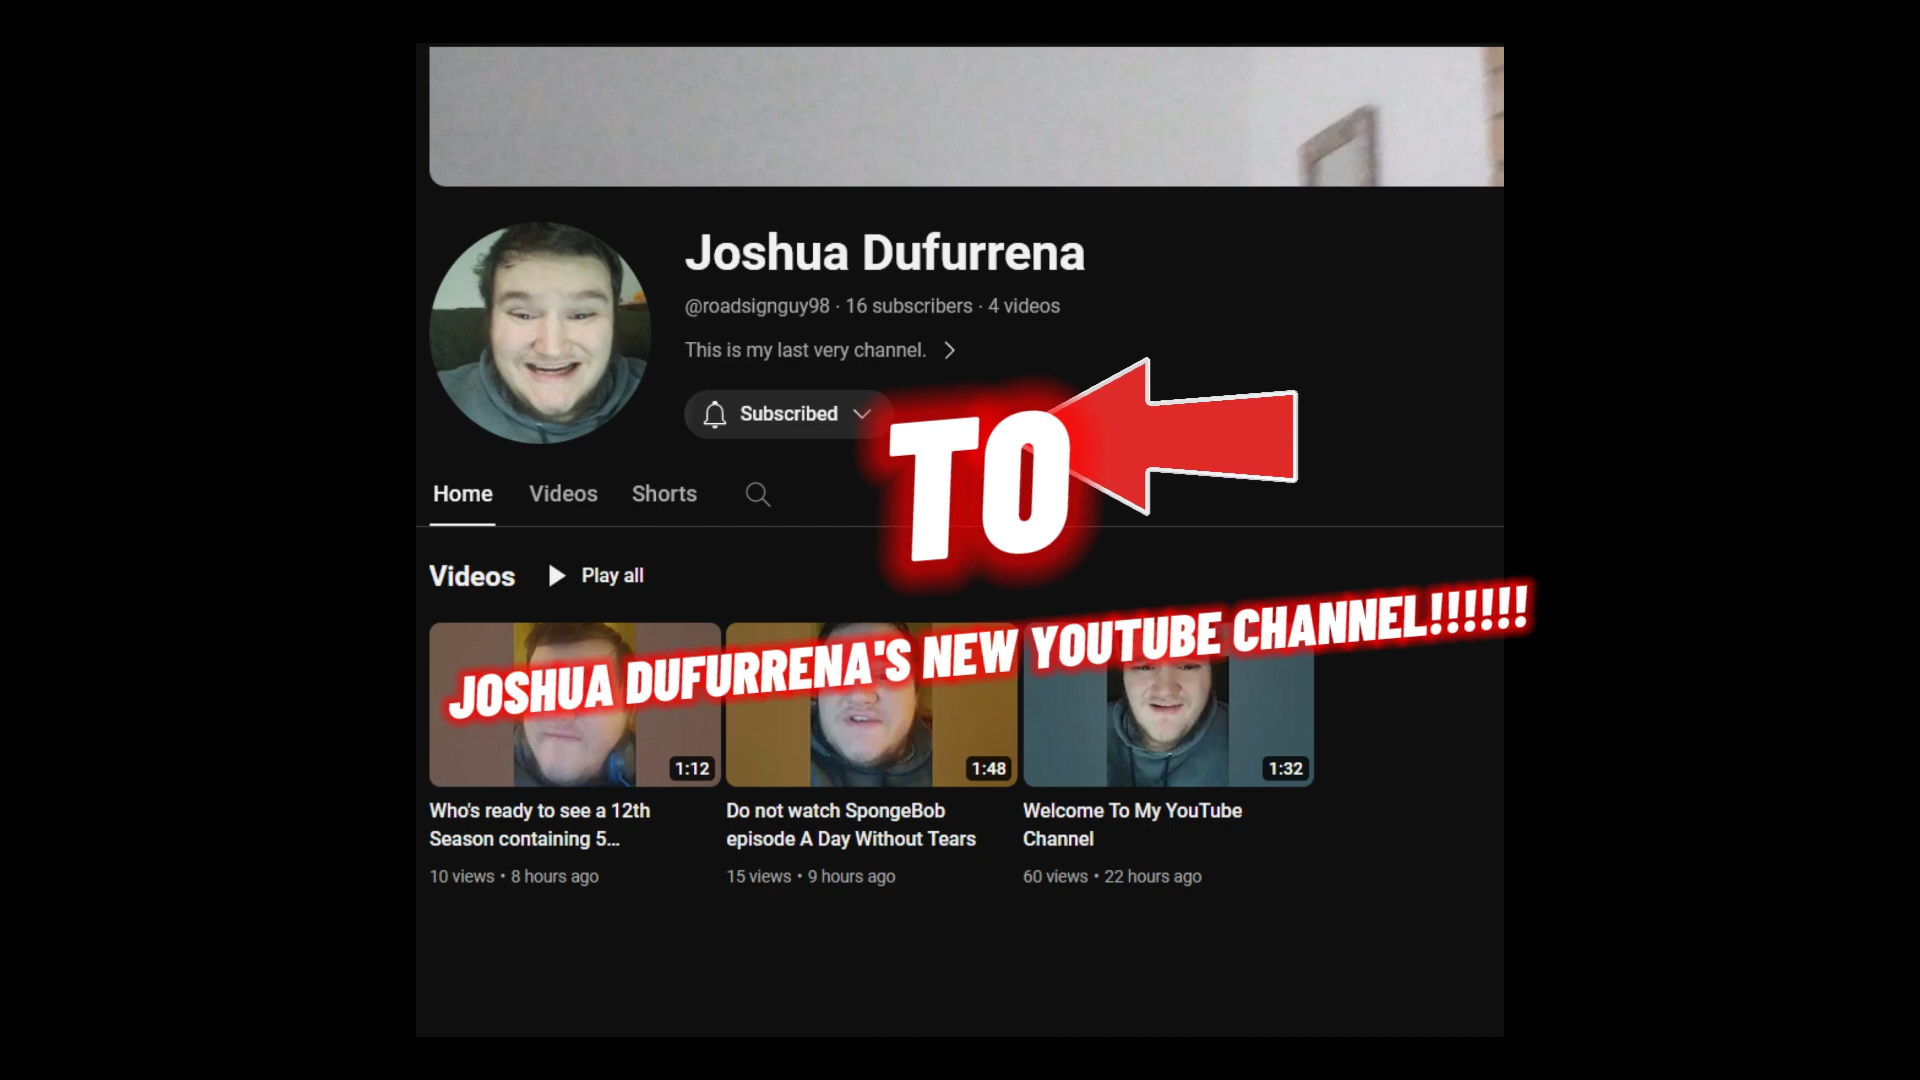 Joshua Dufurrena
@roadsignguy98 · 16 subscribers · 4 videos
This is my last very channel.
Subscribed
TO
Home Videos Shorts
Videos Play all
JOSHUA DUFURRENA'S NEW YOUTUBE CHANNEL!!!!!!
1:12 1:48 1:32
Who's ready to see a 12th
Season containing 5...
10 views • 8 hours ago
Do not watch SpongeBob
episode A Day Without Tears
15 views • 9 hours ago
Welcome To My YouTube
Channel
60 views • 22 hours ago